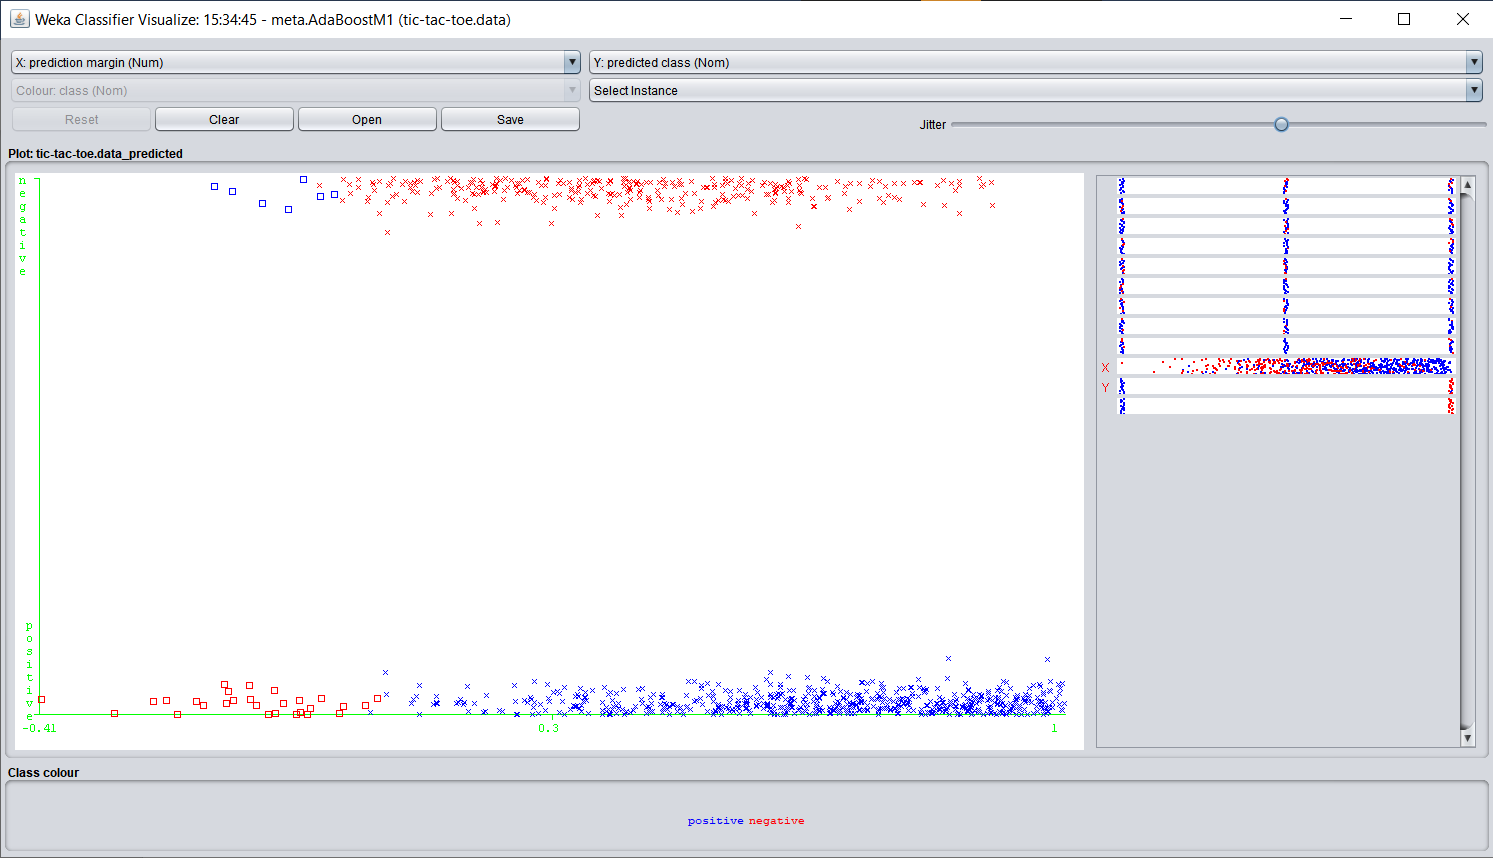 Weka Classifier Visualize: 15:34:45 - meta.AdaBoostM1 (tic-tac-toe.data)
X: prediction margin (Num)
Y: predicted class (Nom)
Colour: class (Nom)
Select Instance
Reset
Clear
Open
Save
Jitter
Plot: tic-tac-toe.data_predicted
negative
positive
-0.41
0.3
1
X
Y
Class colour
positive negative